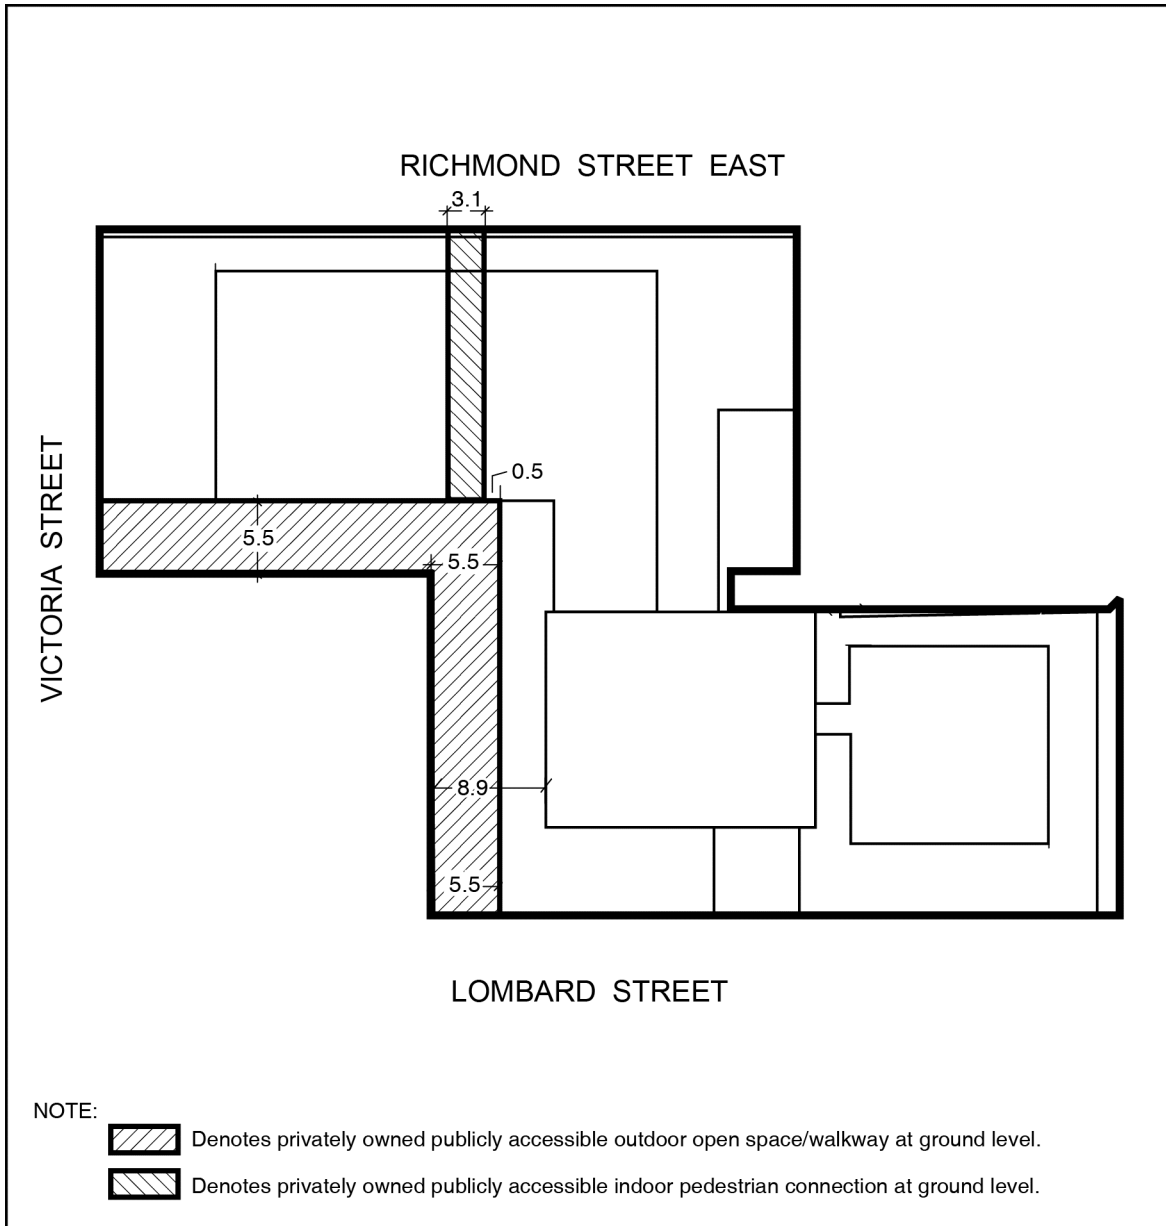 RICHMOND STREET EAST
3.1
0.5
VICTORIA STREET
5.5
5.5
8.9
5.5
LOMBARD STREET
NOTE:
Denotes privately owned publicly accessible outdoor open space/walkway at ground level.
Denotes privately owned publicly accessible indoor pedestrian connection at ground level.